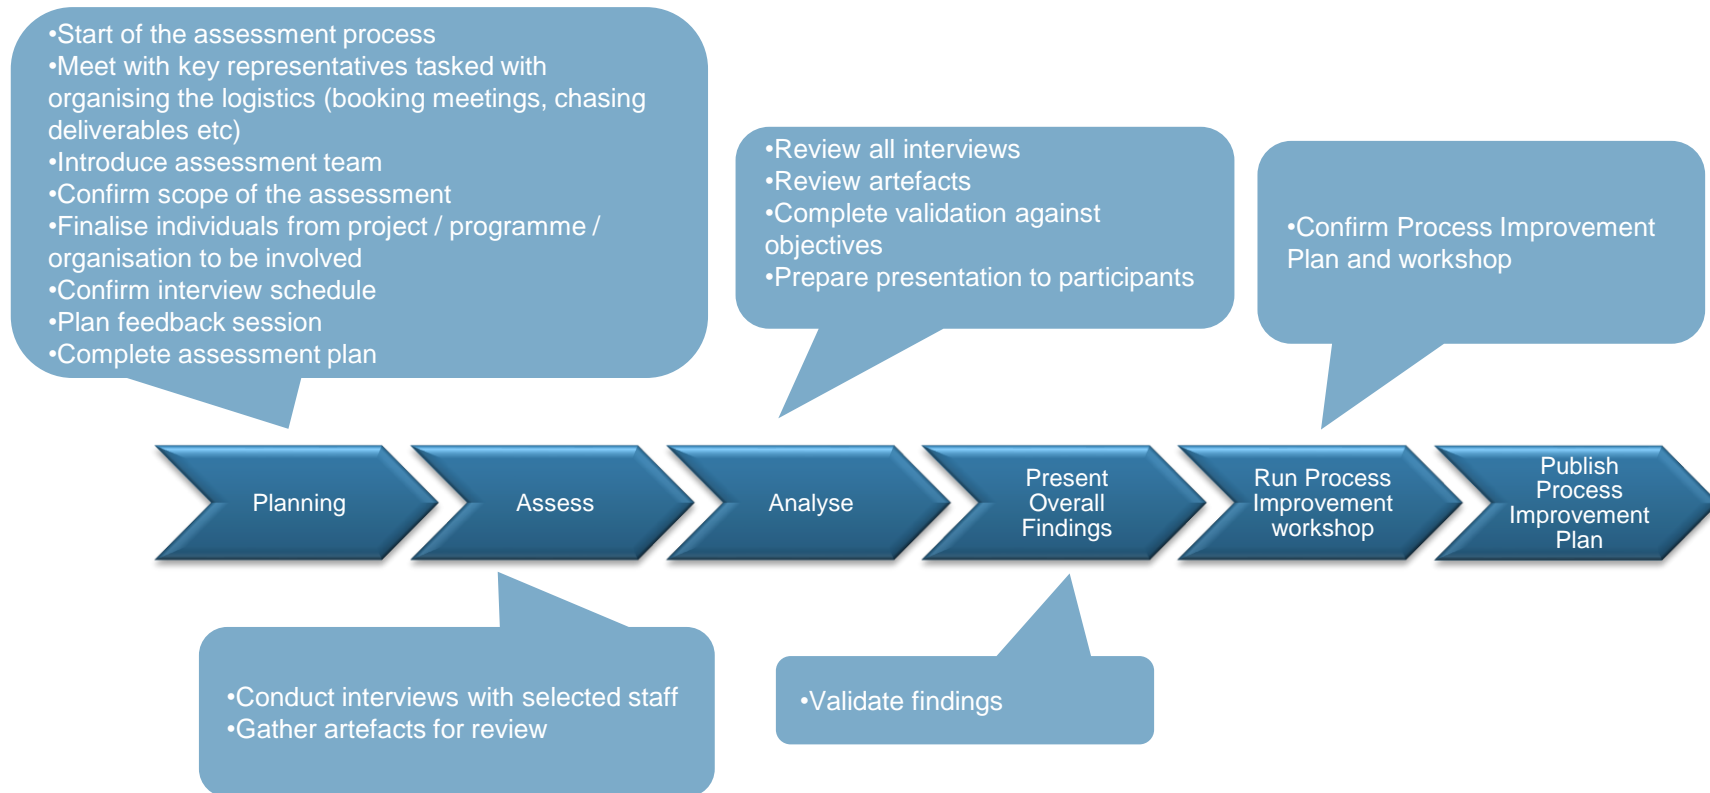 •Start of the assessment process
•Meet with key representatives tasked with
organising the logistics (booking meetings, chasing
deliverables etc)
•Introduce assessment team
•Confirm scope of the assessment
•Finalise individuals from project / programme /
organisation to be involved
•Confirm interview schedule
•Plan feedback session
•Complete assessment plan
•Review all interviews
•Review artefacts
•Complete validation against
objectives
•Prepare presentation to participants
•Confirm Process Improvement
Plan and workshop
Planning
Assess
Analyse
Present
Overall
Findings
Run Process
Improvement
workshop
Publish
Process
Improvement
Plan
•Conduct interviews with selected staff
•Gather artefacts for review
•Validate findings